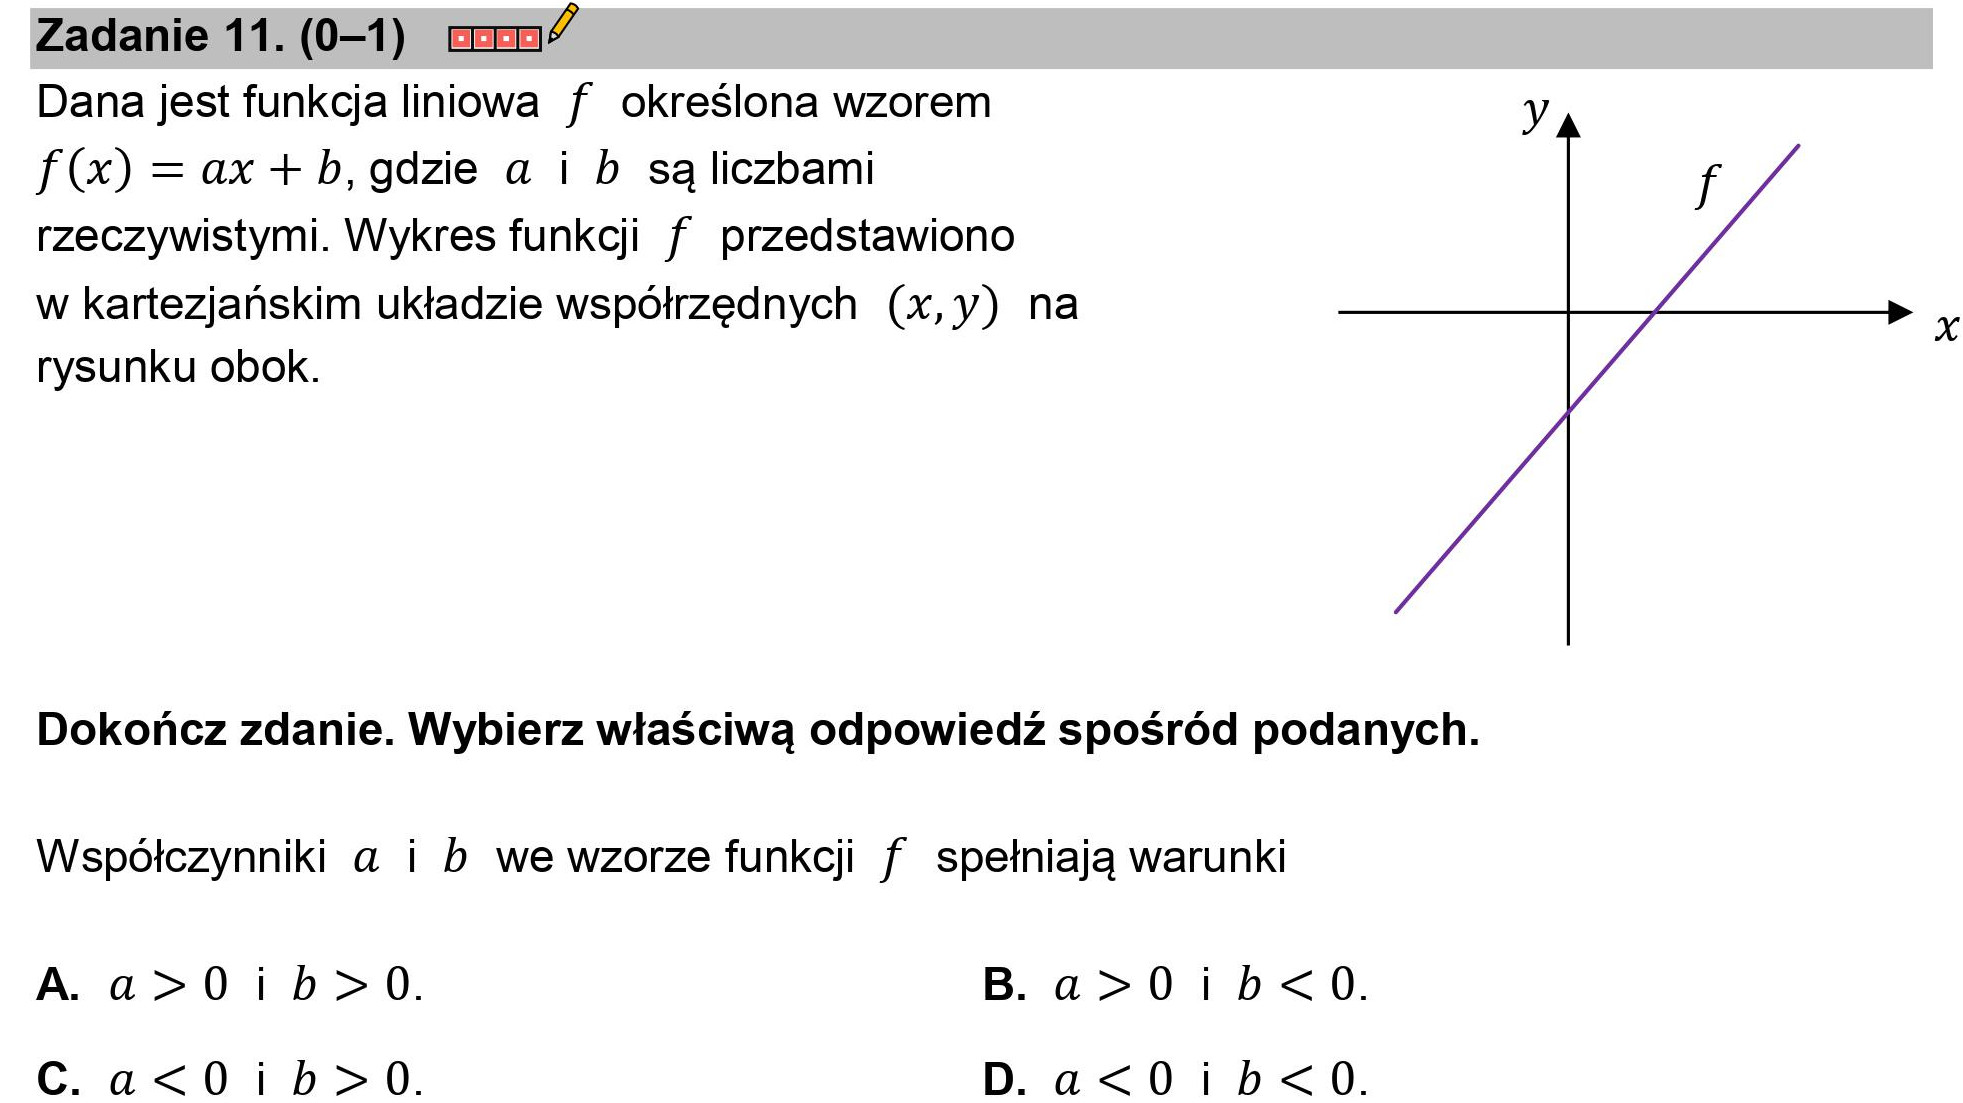 Zadanie 11. (0–1)
Dana jest funkcja liniowa f określona wzorem
f(x) = ax + b, gdzie a i b są liczbami
rzeczywistymi. Wykres funkcji f przedstawiono
w kartezjańskim układzie współrzędnych (x, y) na
rysunku obok.
y
f
x
Dokończ zdanie. Wybierz właściwą odpowiedź spośród podanych.
Współczynniki a i b we wzorze funkcji f spełniają warunki
A. a > 0 i b > 0.
B. a > 0 i b < 0.
C. a < 0 i b > 0.
D. a < 0 i b < 0.